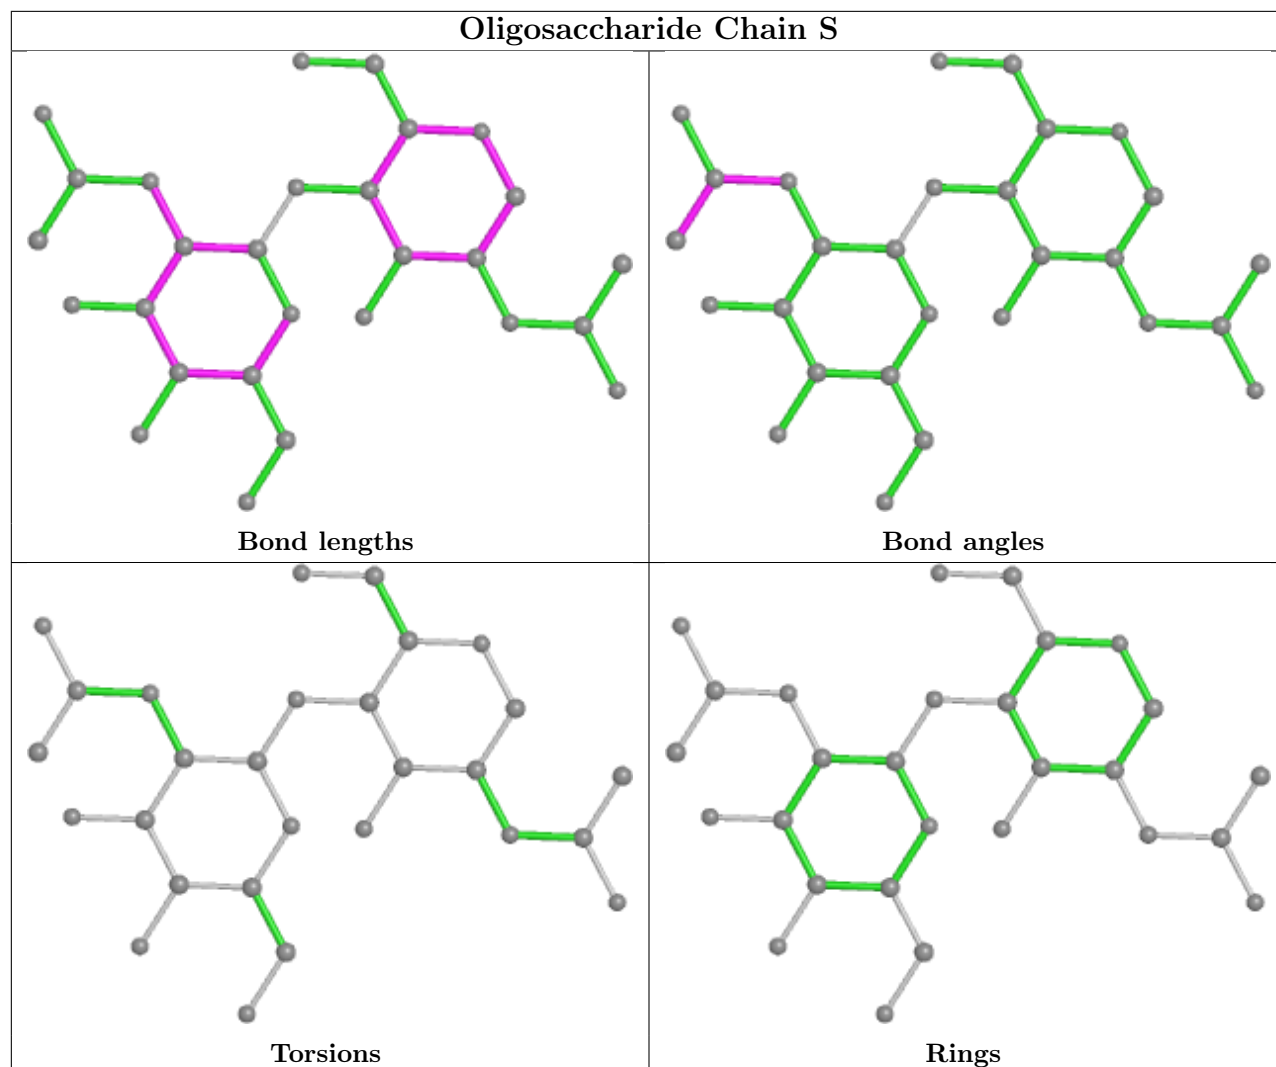 Oligosaccharide Chain S
Bond lengths
Bond angles
Torsions
Rings